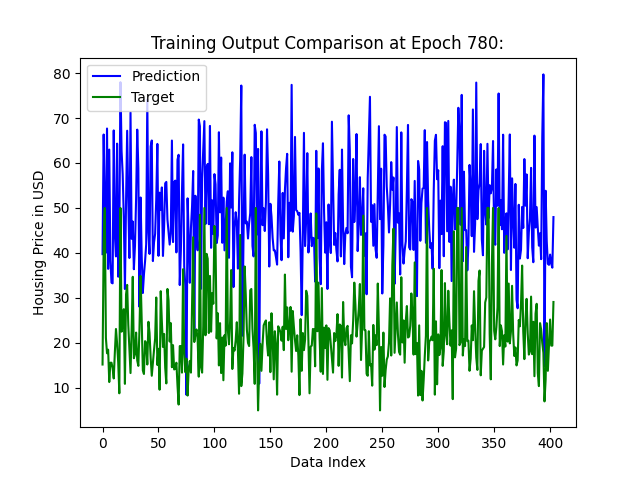 Training Output Comparison at Epoch 780:
Prediction
Target
Housing Price in USD
80
70
60
50
40
30
20
10
0 50 100 150 200 250 300 350 400
Data Index